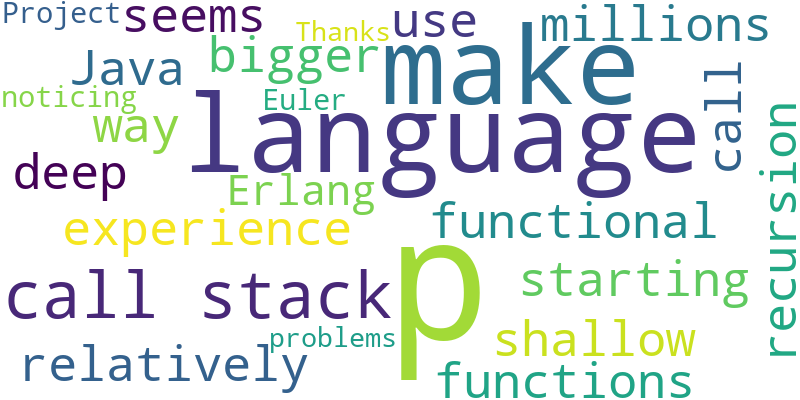 Project
seems
Thanks
use
millions
Java
bigger
make
noticing
Euler
way
language
call
deep
Erlang
recursion
experience
functional
p
call stack
starting
problems
shallow
relatively
functions